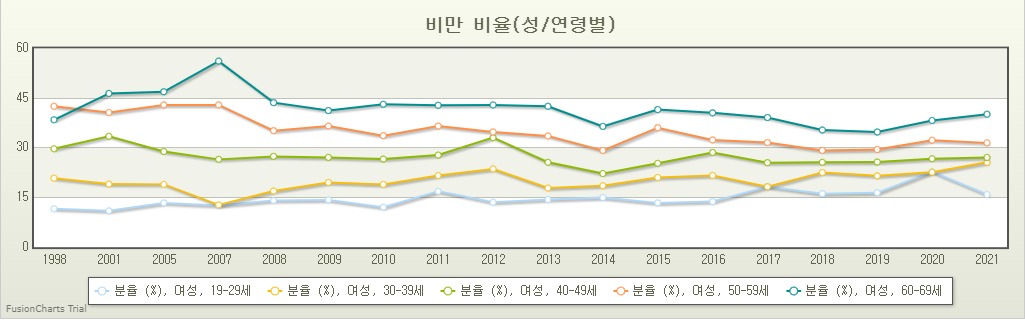 비만 비율(성/연령별)
60
45
30
15
0
1998 2001 2005 2007 2008 2009 2010 2011 2012 2013 2014 2015 2016 2017 2018 2019 2020 2021
분율 (%), 여성, 19-29세 분율 (%), 여성, 30-39세 분율 (%), 여성, 40-49세 분율 (%), 여성, 50-59세 분율 (%), 여성, 60-69세
FusionCharts Trial